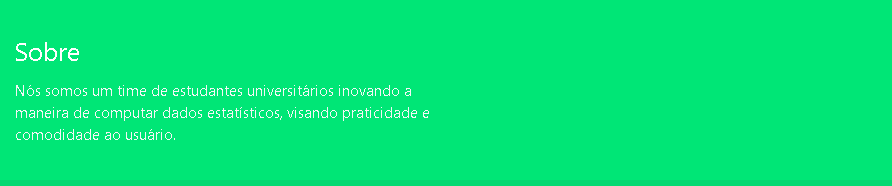 Sobre
Nós somos um time de estudantes universitários inovando a
maneira de computar dados estatísticos, visando praticidade e
comodidade ao usuário.